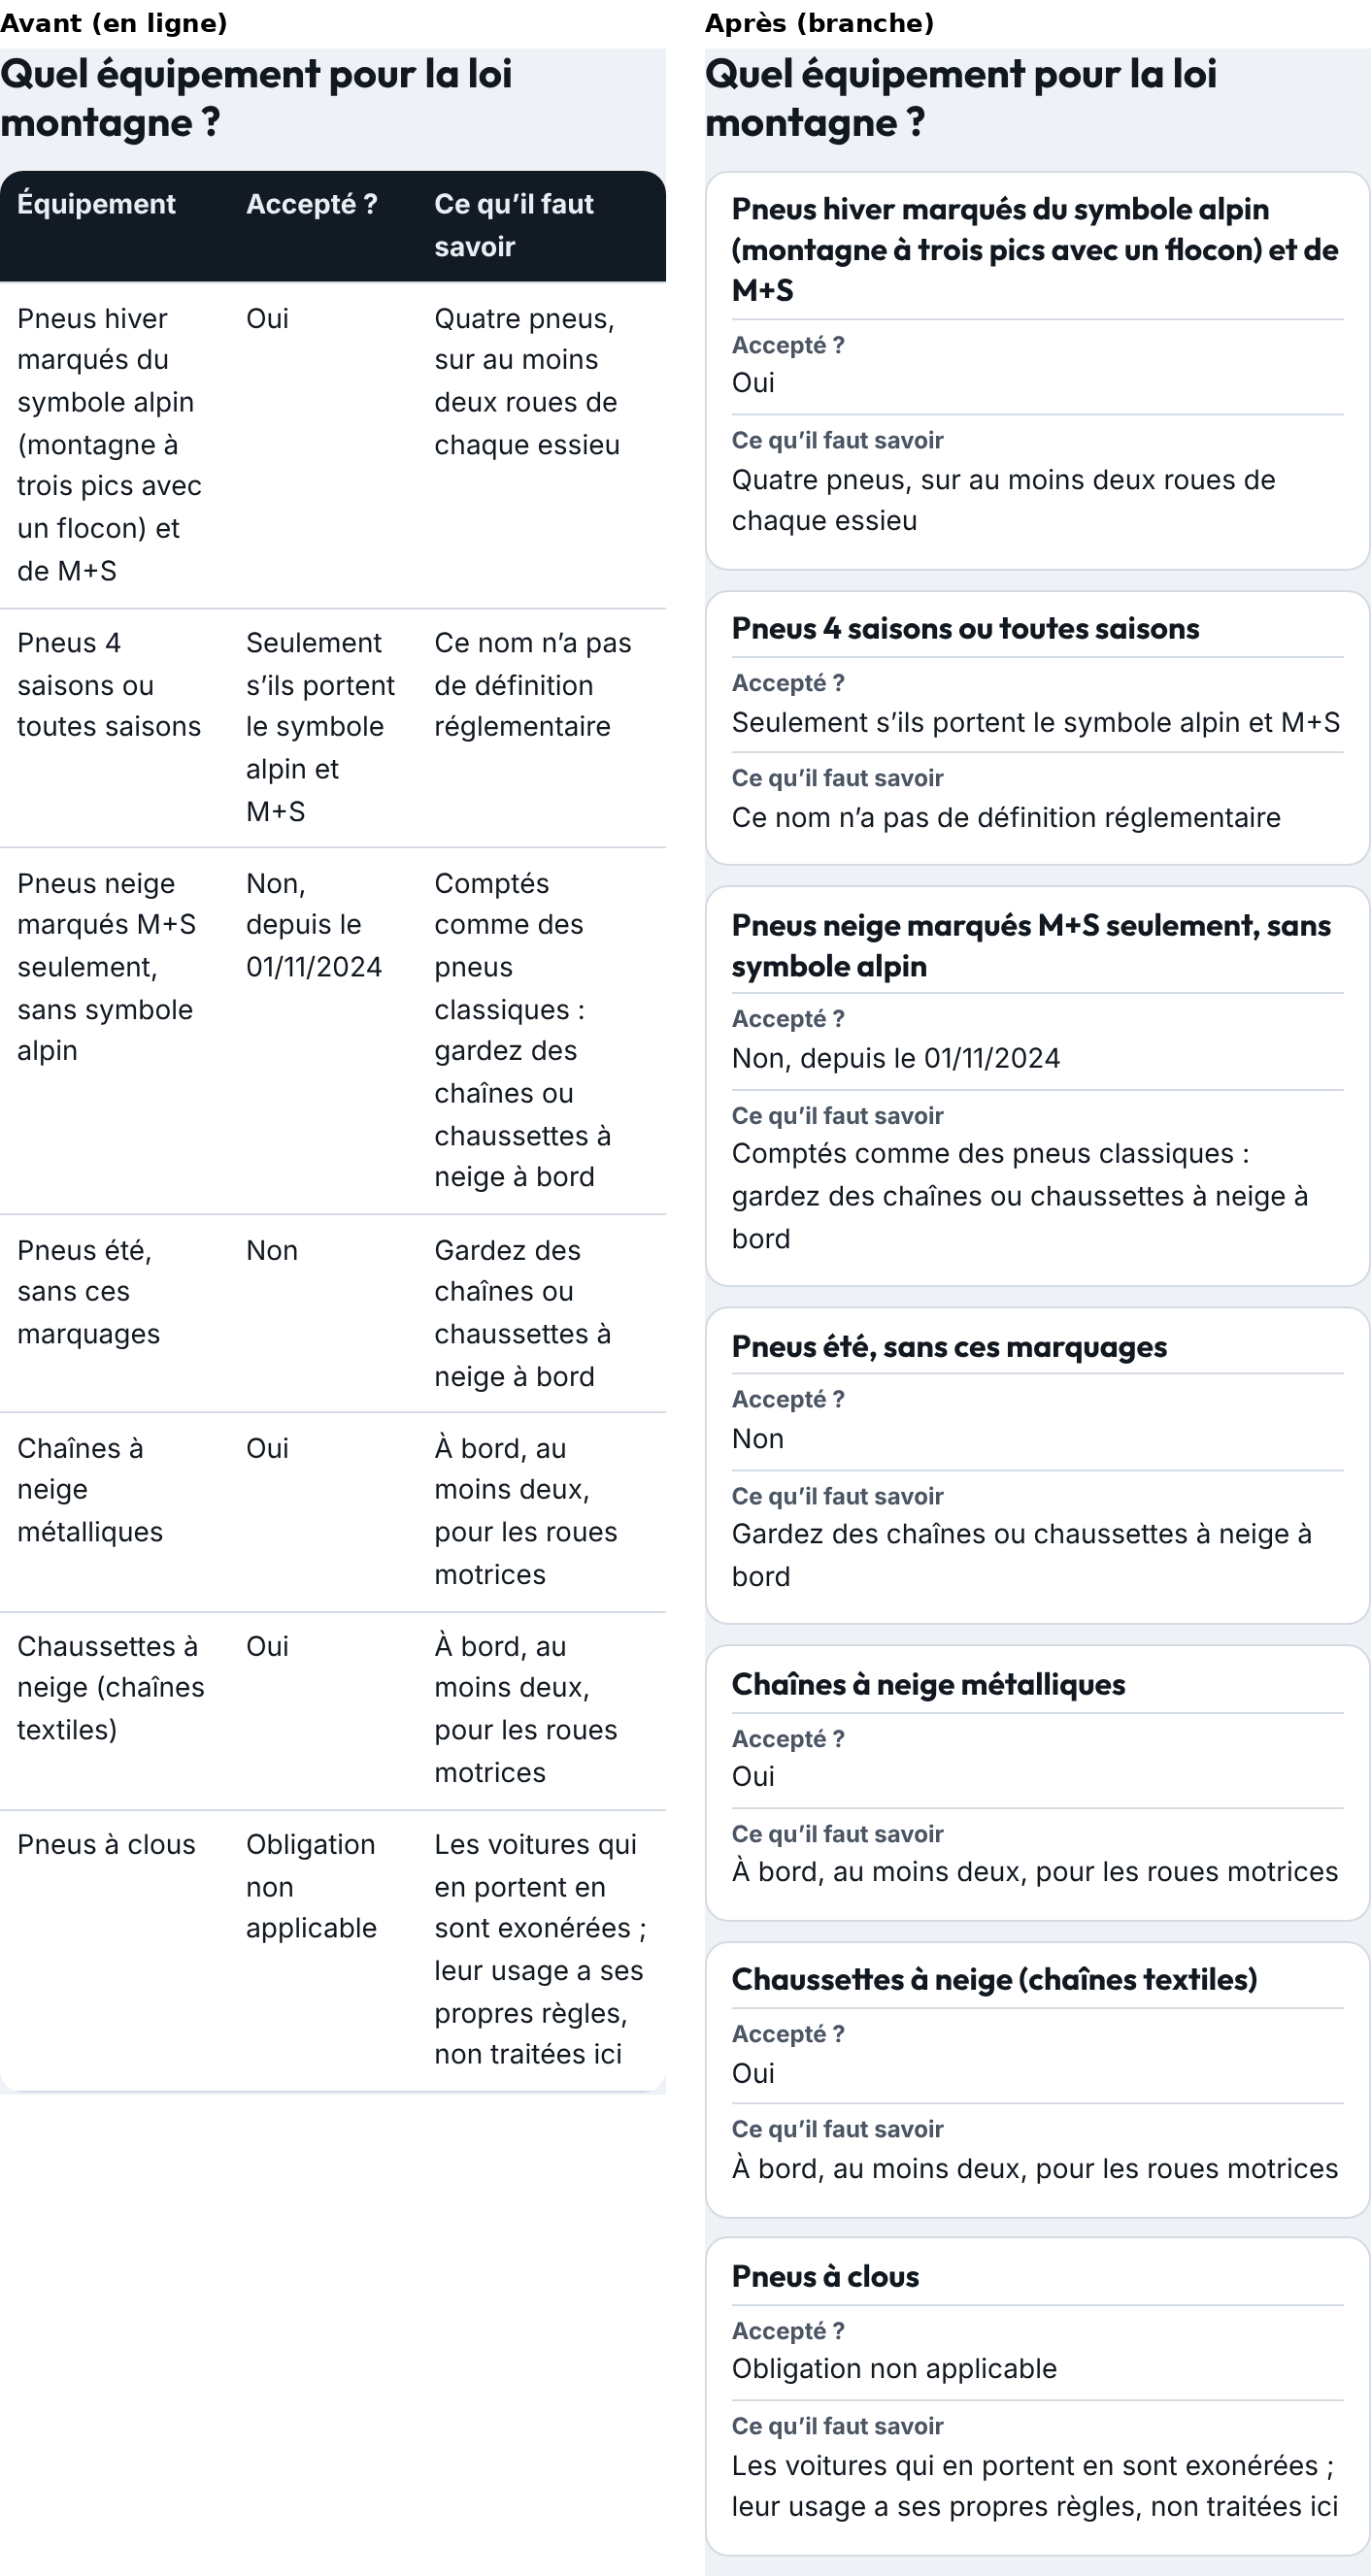 Avant (en ligne)
Quel équipement pour la loi
montagne ?
Équipement
Accepté ?
Ce qu’il faut
savoir
Pneus hiver
marqués du
symbole alpin
(montagne à
trois pics avec
un flocon) et
de M+S
Oui
Quatre pneus,
sur au moins
deux roues de
chaque essieu
Pneus 4
saisons ou
toutes saisons
Seulement
s’ils portent
le symbole
alpin et
M+S
Ce nom n’a pas
de définition
réglementaire
Pneus neige
marqués M+S
seulement,
sans symbole
alpin
Non,
depuis le
01/11/2024
Comptés
comme des
pneus
classiques :
gardez des
chaînes ou
chaussettes à
neige à bord
Pneus été,
sans ces
marquages
Non
Gardez des
chaînes ou
chaussettes à
neige à bord
Chaînes à
neige
métalliques
Oui
À bord, au
moins deux,
pour les roues
motrices
Chaussettes à
neige (chaînes
textiles)
Oui
À bord, au
moins deux,
pour les roues
motrices
Pneus à clous
Obligation
non
applicable
Les voitures qui
en portent en
sont exonérées ;
leur usage a ses
propres règles,
non traitées ici
Après (branche)
Quel équipement pour la loi
montagne ?
Pneus hiver marqués du symbole alpin
(montagne à trois pics avec un flocon) et de
M+S
Accepté ?
Oui
Ce qu’il faut savoir
Quatre pneus, sur au moins deux roues de
chaque essieu
Pneus 4 saisons ou toutes saisons
Accepté ?
Seulement s’ils portent le symbole alpin et M+S
Ce qu’il faut savoir
Ce nom n’a pas de définition réglementaire
Pneus neige marqués M+S seulement, sans
symbole alpin
Accepté ?
Non, depuis le 01/11/2024
Ce qu’il faut savoir
Comptés comme des pneus classiques :
gardez des chaînes ou chaussettes à neige à
bord
Pneus été, sans ces marquages
Accepté ?
Non
Ce qu’il faut savoir
Gardez des chaînes ou chaussettes à neige à
bord
Chaînes à neige métalliques
Accepté ?
Oui
Ce qu’il faut savoir
À bord, au moins deux, pour les roues motrices
Chaussettes à neige (chaînes textiles)
Accepté ?
Oui
Ce qu’il faut savoir
À bord, au moins deux, pour les roues motrices
Pneus à clous
Accepté ?
Obligation non applicable
Ce qu’il faut savoir
Les voitures qui en portent en sont exonérées ;
leur usage a ses propres règles, non traitées ici